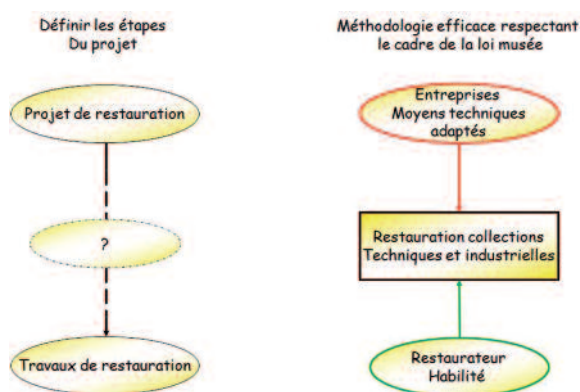 Définir les étapes
Du projet
Projet de restauration
?
Travaux de restauration
Méthodologie efficace respectant
le cadre de la loi musée
Entreprises
Moyens techniques
adaptés
Restauration collections
Techniques et industrielles
Restaurateur
Habilité